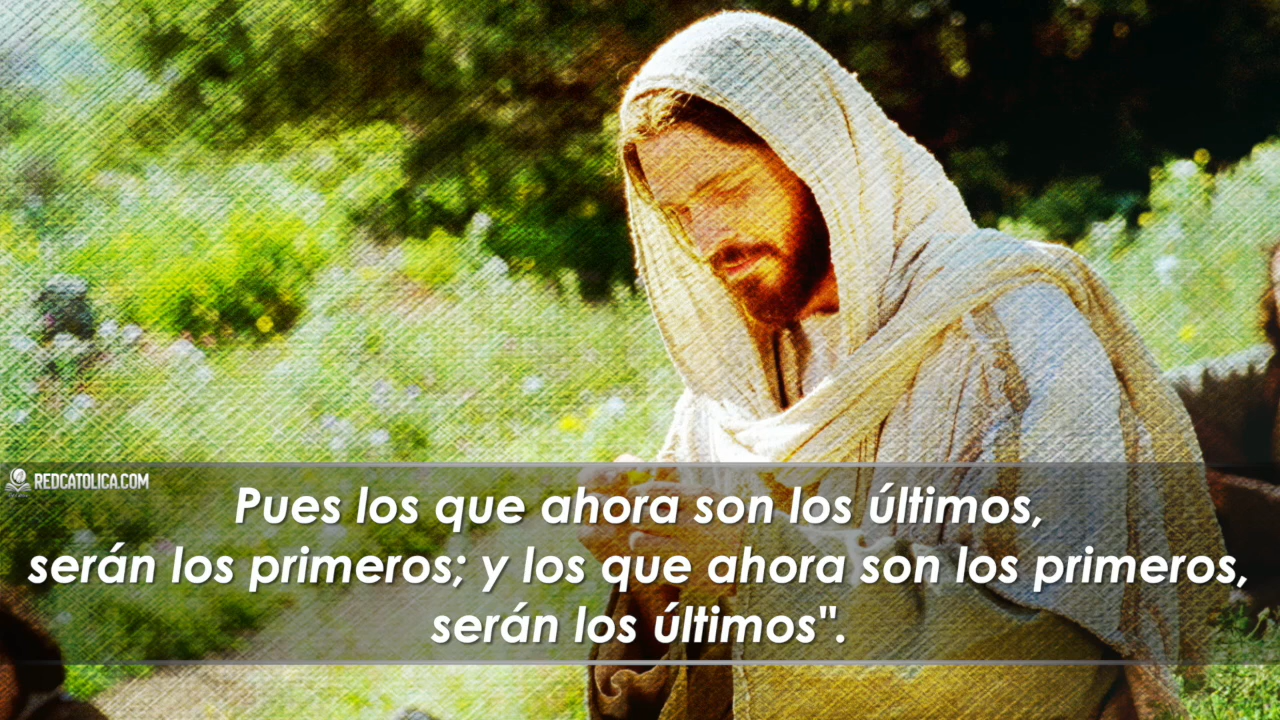 REDCATOLICA.COM
Pues los que ahora son los últimos,
serán los primeros; y los que ahora son los primeros,
serán los últimos".